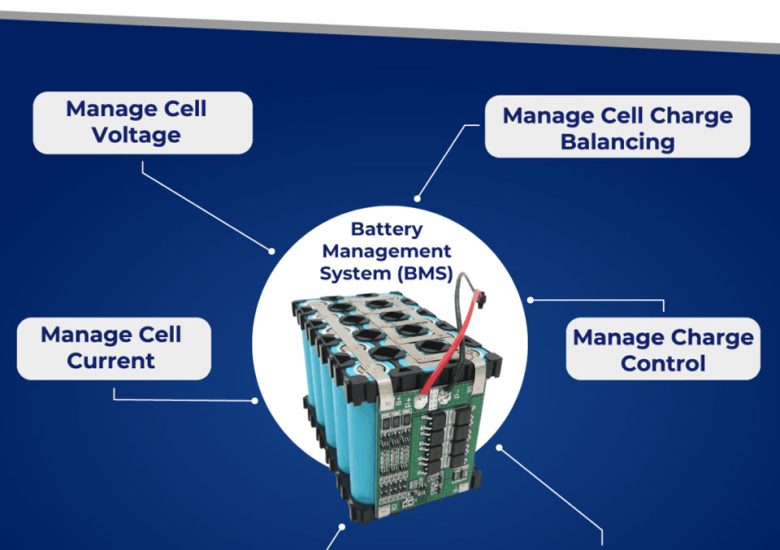 Manage Cell
Voltage
Manage Cell Charge
Balancing
Battery
Management
System (BMS)
Manage Cell
Current
Manage Charge
Control
B+
P+
P-